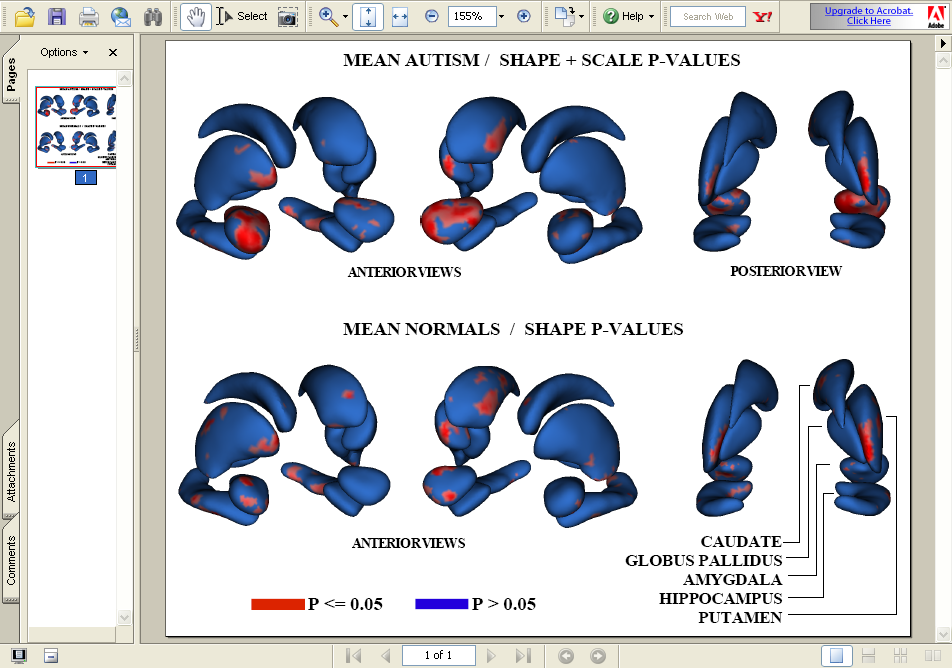 Select
155%
Help
Search Web
Y!
Upgrade to Acrobat.
Click Here
Adobe
Pages
Options
1
Attachments
Comments
MEAN AUTISM / SHAPE + SCALE P-VALUES
ANTERIOR VIEWS
POSTERIOR VIEW
MEAN NORMALS / SHAPE P-VALUES
ANTERIOR VIEWS
CAUDATE
GLOBUS PALLIDUS
AMYGDALA
HIPPOCAMPUS
PUTAMEN
P <= 0.05
P > 0.05
1 of 1